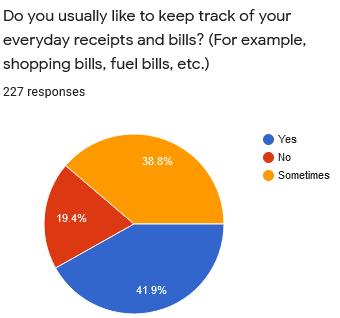 Do you usually like to keep track of your
everyday receipts and bills? (For example,
shopping bills, fuel bills, etc.)
227 responses
Yes
No
Sometimes
38.8%
19.4%
41.9%